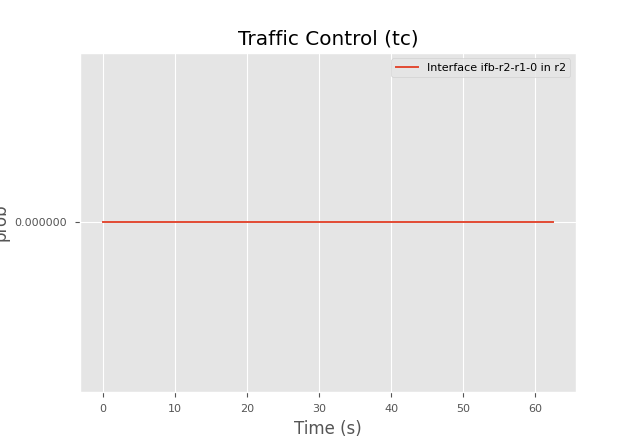 Traffic Control (tc)
Interface ifb-r2-r1-0 in r2
prob
0.000000
0 10 20 30 40 50 60
Time (s)